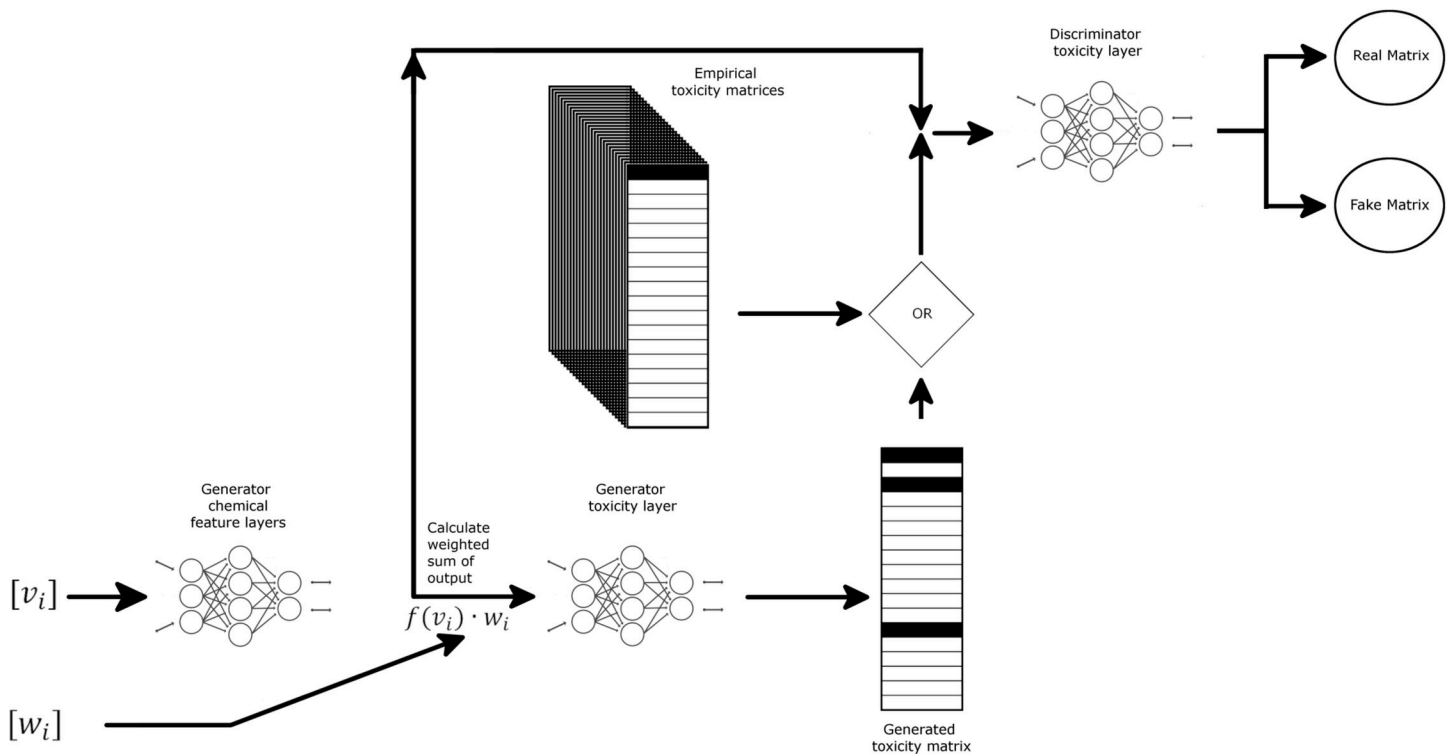 Discriminator
toxicity layer
Real Matrix
Empirical
toxicity matrices
Fake Matrix
OR
Generator
chemical
feature layers
Calculate
weighted
sum of
output
Generator
toxicity layer
[v_i]
f(v_i) · w_i
[w_i]
Generated
toxicity matrix